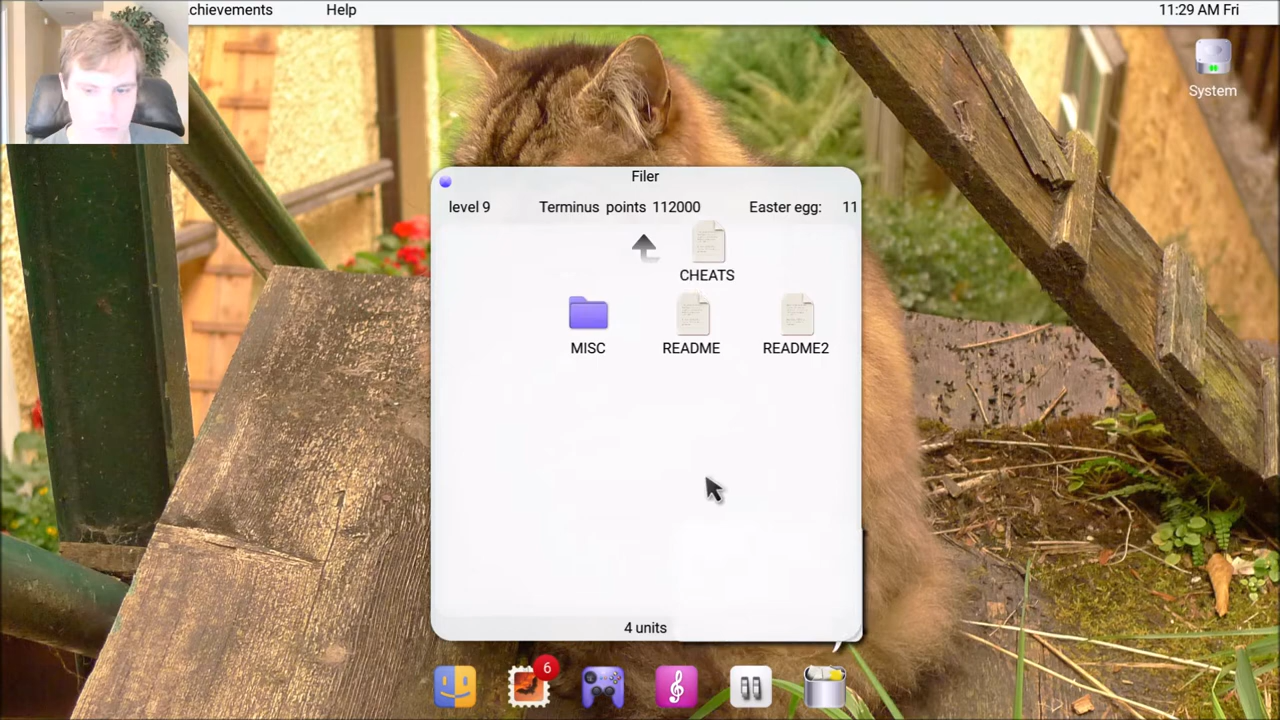 chievements Help 11:29 AM Fri
System
Filer
level 9 Terminus points 112000 Easter egg: 11
CHEATS
MISC README README2
4 units
6